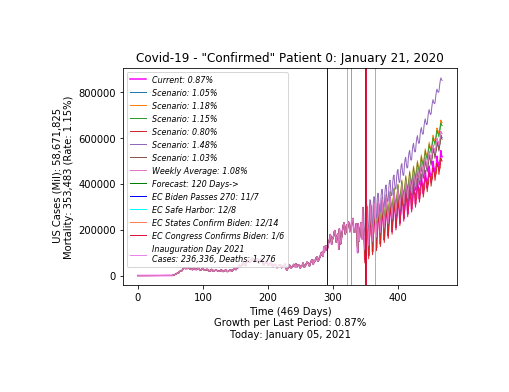 Covid-19 - "Confirmed" Patient 0: January 21, 2020
US Cases (Mil): 58,671,825
Mortality: 353,483 (Rate: 1.15%)
800000
600000
400000
200000
0
Current: 0.87%
Scenario: 1.05%
Scenario: 1.18%
Scenario: 1.15%
Scenario: 0.80%
Scenario: 1.48%
Scenario: 1.03%
Weekly Average: 1.08%
Forecast: 120 Days->
EC Biden Passes 270: 11/7
EC Safe Harbor: 12/8
EC States Confirm Biden: 12/14
EC Congress Confirms Biden: 1/6
Inauguration Day 2021
Cases: 236,336, Deaths: 1,276
0 100 200 300 400
Time (469 Days)
Growth per Last Period: 0.87%
Today: January 05, 2021